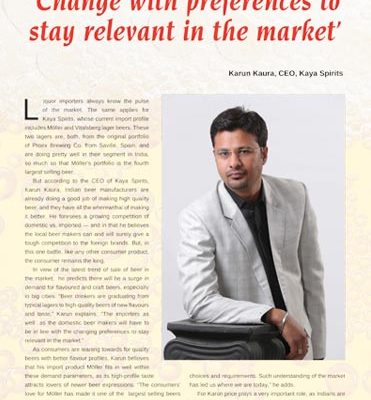 'Change with preferences to
stay relevant in the market'
Karun Kaura, CEO, Kaya Spirits
Liquor importers always know the pulse
of the market. The same applies for
Kaya Spirits, whose current import profile
includes Möller and Vitalsberg lager beers. These
two lagers are, both, from the original portfolio
of Phoex Brewing Co. from Saville, Spain, and
are doing pretty well in their segment in India,
so much so that Möller's portfolio is the fourth
largest selling beer.
But according to the CEO of Kaya Spirits,
Karun Kaura, Indian beer manufacturers are
already doing a good job of making high quality
beer, and they have all the wherewithal of making
it better. He foresees a growing competition of
domestic vs. imported — and in that he believes
the local beer makers can and will surely give a
tough competition to the foreign brands. But, in
this one battle, like any other consumer product,
the consumer remains the king.
In view of the latest trend of sale of beer in
the market, he predicts there will be a surge in
demand for flavoured and craft beers, especially
in big cities. "Beer drinkers are graduating from
typical lagers to high-quality beers of new flavours
and taste," Karun explains. "The importers as
well as the domestic beer makers will have to
be in line with the changing preferences to stay
relevant in the market."
As consumers are leaning towards for quality
beers with better flavour profiles, Karun believes
that his import product Möller fits in well within
these demand parameters, as its high-profile taste
attracts lovers of newer beer expressions. "The consumers'
love for Möller has made it one of the largest selling beers
choices and requirements. Such understanding of the market
has led us where we are today," he adds.
For Karun price plays a very important role, as Indians are